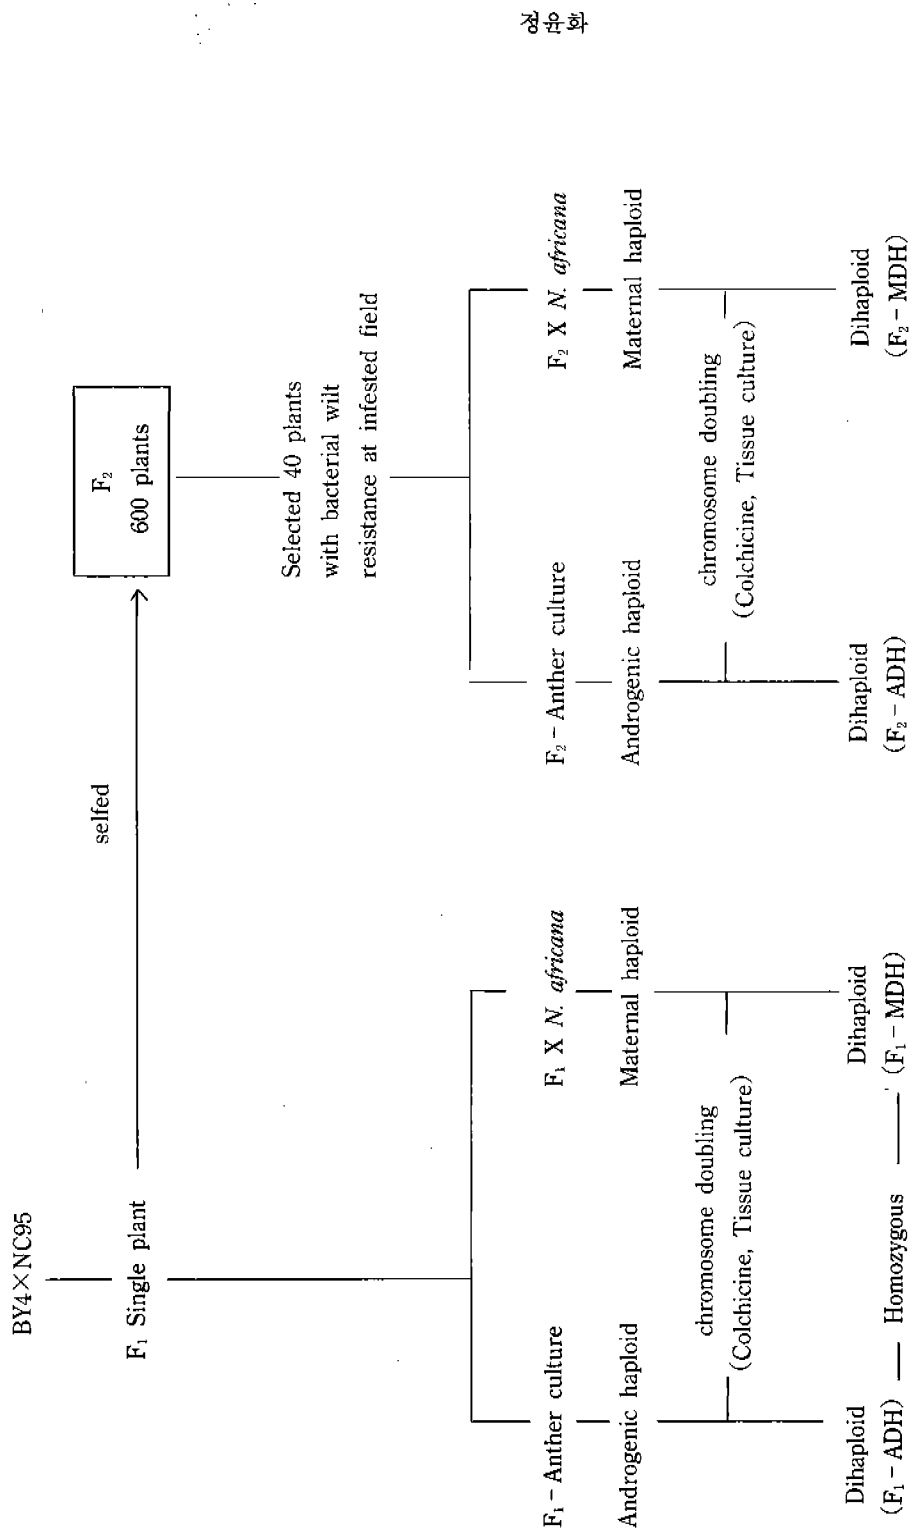 정윤화
BY4×NC95
F₁ Single plant
selfed
F₂
600 plants
Selected 40 plants
with bacterial wilt
resistance at infested field
F₁ - Anther culture
Androgenic haploid
F₁ X N. africana
Maternal haploid
chromosome doubling
(Colchicine, Tissue culture)
Dihaploid
(F₁ - ADH)
Homozygous
Dihaploid
(F₁ - MDH)
F₂ - Anther culture
Androgenic haploid
F₂ X N. africana
Maternal haploid
chromosome doubling
(Colchicine, Tissue culture)
Dihaploid
(F₂ - ADH)
Dihaploid
(F₂ - MDH)